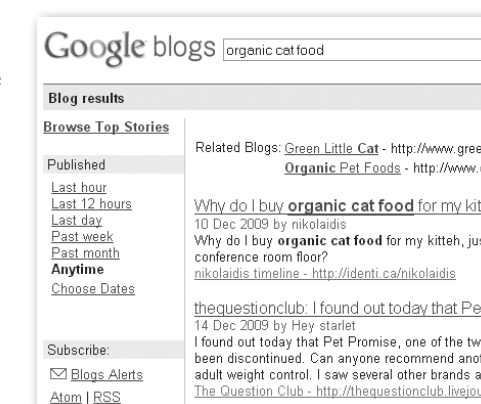 Google blogs organic cat food
Blog results
Browse Top Stories
Published
Last hour
Last 12 hours
Last day
Past week
Past month
Anytime
Choose Dates
Subscribe:
Blogs Alerts
Atom | RSS
Related Blogs: Green Little Cat - http://www.gree
Organic Pet Foods - http://www.
Why do I buy organic cat food for my kit
10 Dec 2009 by nikolaidis
Why do I buy organic cat food for my kitteh, jus
conference room floor?
nikolaidis timeline - http://identi.ca/nikolaidis
thequestionclub: I found out today that Pe
14 Dec 2009 by Hey starlet
I found out today that Pet Promise, one of the tw
been discontinued. Can anyone recommend anot
adult weight control. I saw several other brands a
The Question Club - http://thequestionclub.livejou